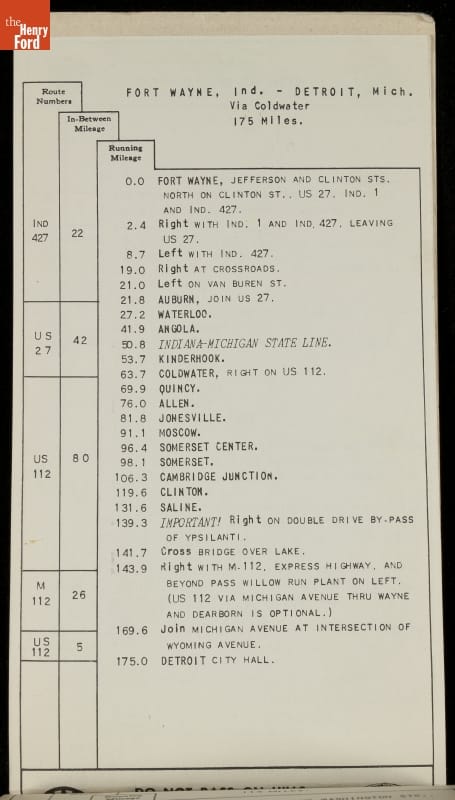 the
Henry
Ford
Route
Numbers
In-Between
Mileage
Running
Mileage
FORT WAYNE, Ind. - DETROIT, Mich.
Via Coldwater
175 Miles.
0.0 FORT WAYNE, JEFFERSON AND CLINTON STS.
NORTH ON CLINTON ST., US 27, IND. 1
AND IND. 427.
IND
427
22
2.4 Right WITH IND. 1 AND IND. 427, LEAVING
US 27.
8.7 Left WITH IND. 427.
19.0 Right AT CROSSROADS.
21.0 Left ON VAN BUREN ST.
21.8 AUBURN, JOIN US 27.
27.2 WATERLOO.
US
27
42
41.9 ANGOLA.
50.8 INDIANA-MICHIGAN STATE LINE.
53.7 KINDERHOOK.
63.7 COLDWATER, RIGHT ON US 112.
69.9 QUINCY.
76.0 ALLEN.
81.8 JONESVILLE.
91.1 MOSCOW.
96.4 SOMERSET CENTER.
US
112
80
98.1 SOMERSET.
106.3 CAMBRIDGE JUNCTION.
119.6 CLINTON.
131.6 SALINE.
139.3 IMPORTANT! Right ON DOUBLE DRIVE BY-PASS
OF YPSILANTI.
141.7 Cross BRIDGE OVER LAKE.
143.9 Right WITH M-112, EXPRESS HIGHWAY, AND
M
112
26
BEYOND PASS WILLOW RUN PLANT ON LEFT.
(US 112 VIA MICHIGAN AVENUE THRU WAYNE
AND DEARBORN IS OPTIONAL.)
169.6 Join MICHIGAN AVENUE AT INTERSECTION OF
WYOMING AVENUE.
US
112
5
175.0 DETROIT CITY HALL.
DO NOT PASS ON HILLS